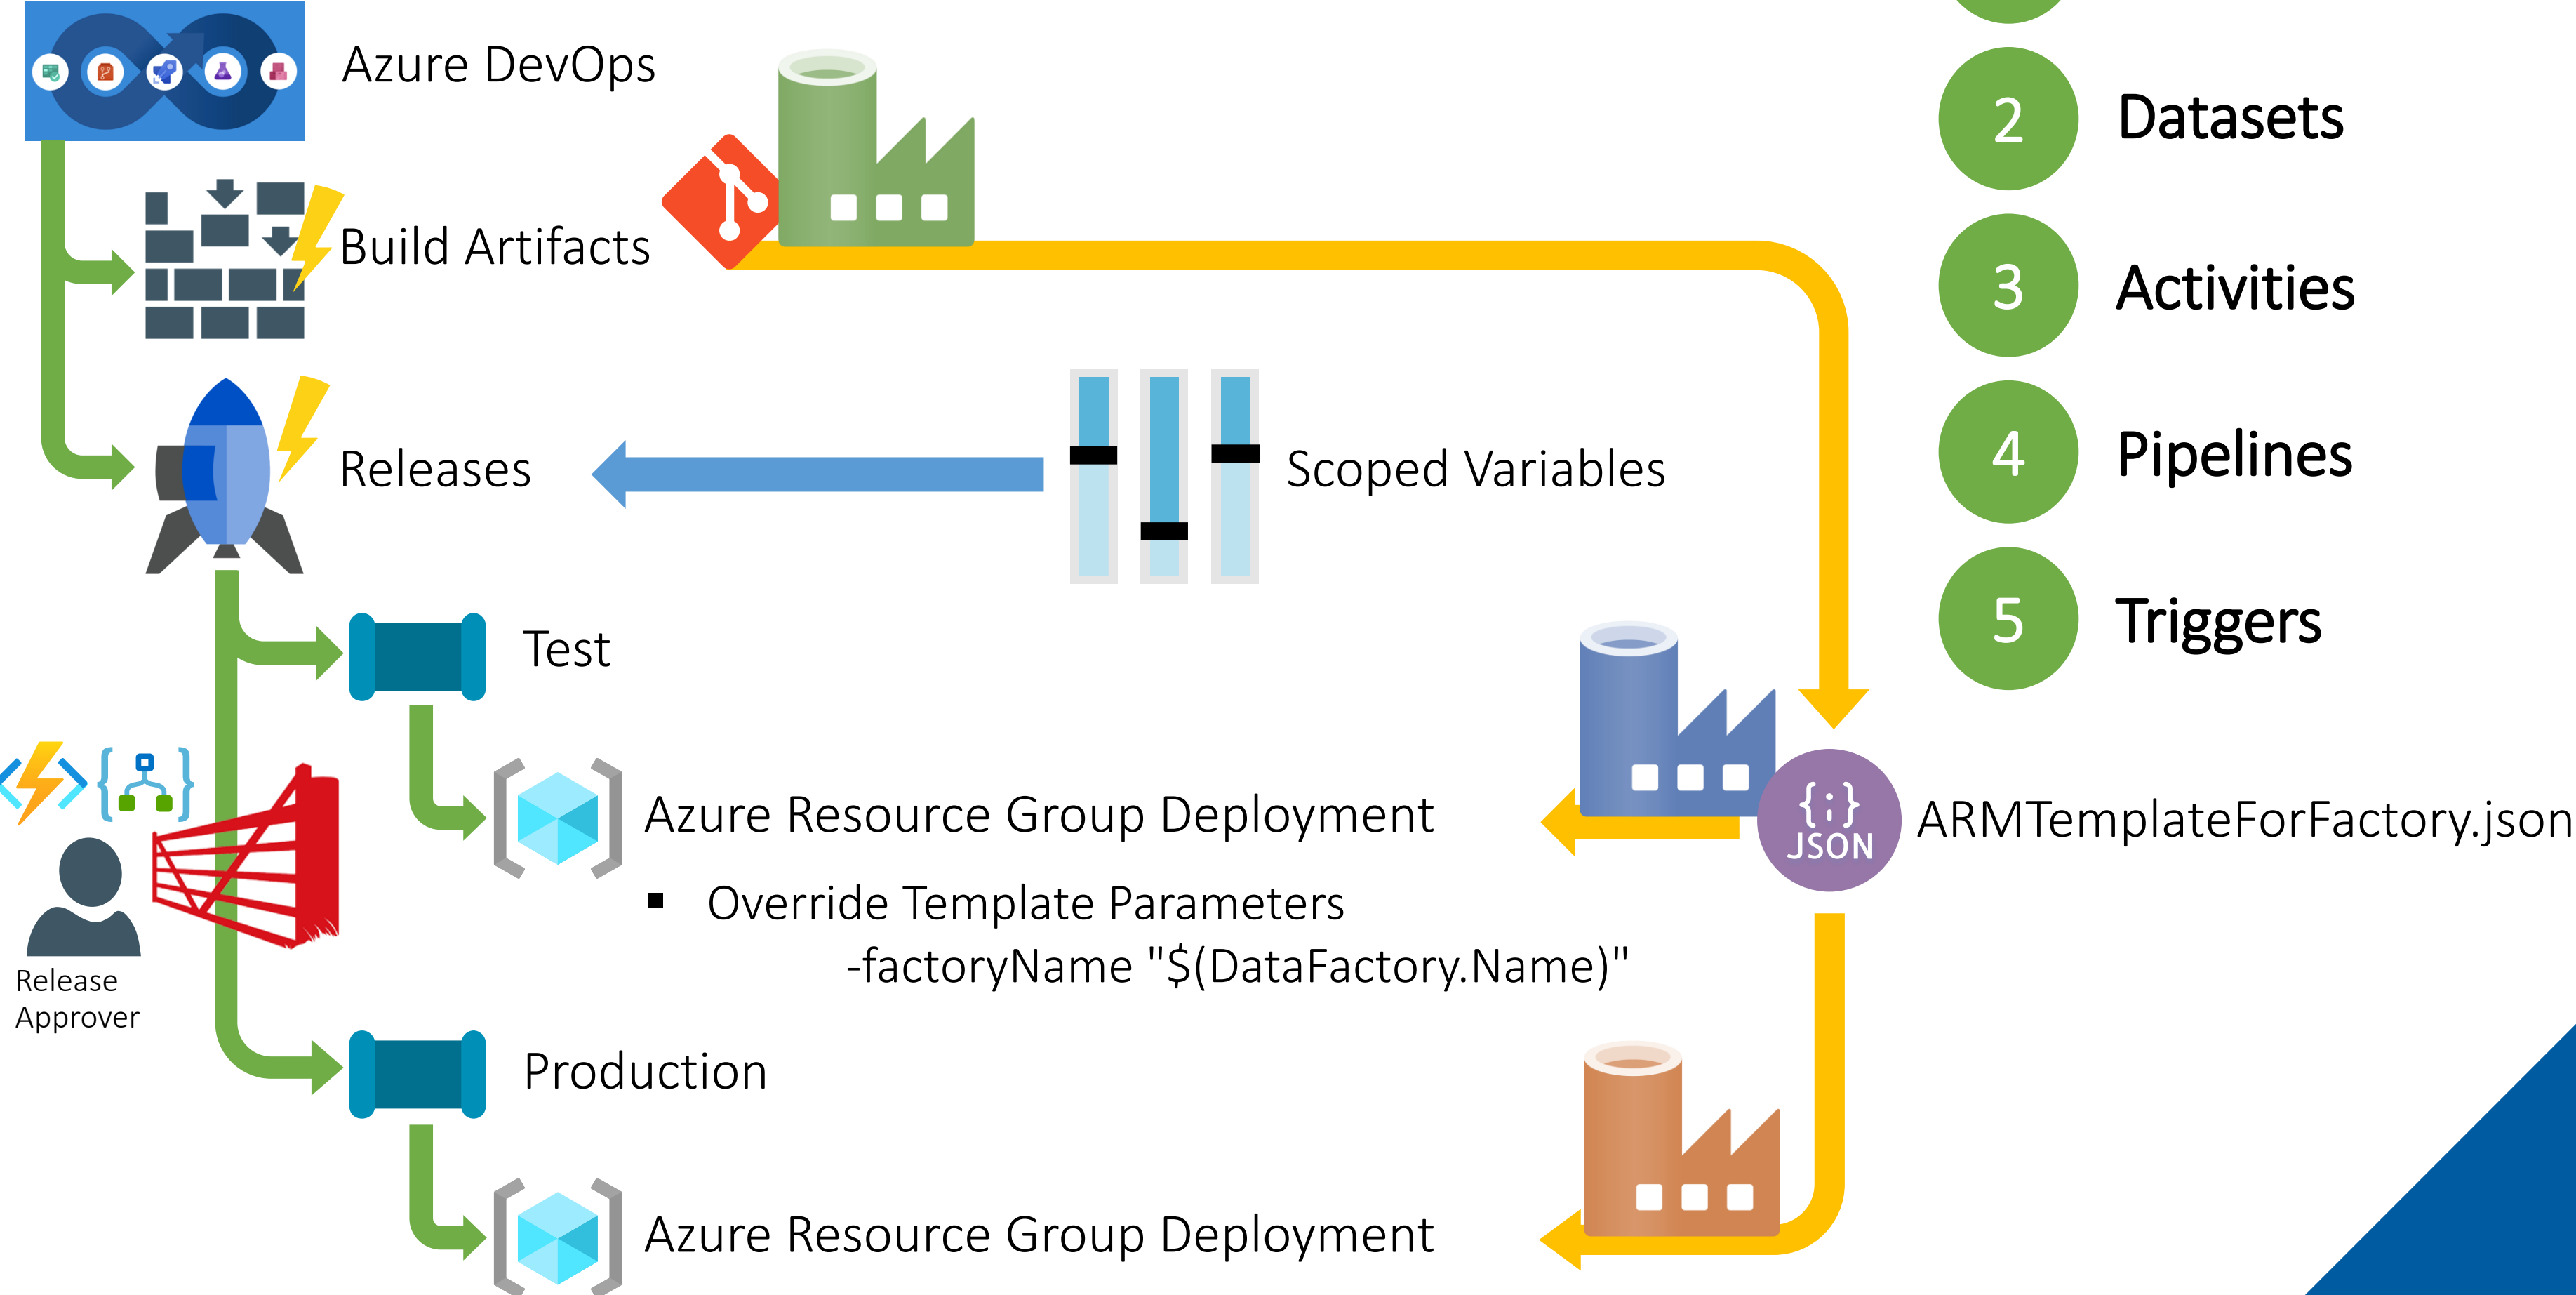 Azure DevOps
Build Artifacts
Releases
Scoped Variables
Test
Azure Resource Group Deployment
▪ Override Template Parameters
-factoryName "$(DataFactory.Name)"
Release
Approver
Production
Azure Resource Group Deployment
{;}
JSON
ARMTemplateForFactory.json
2 Datasets
3 Activities
4 Pipelines
5 Triggers